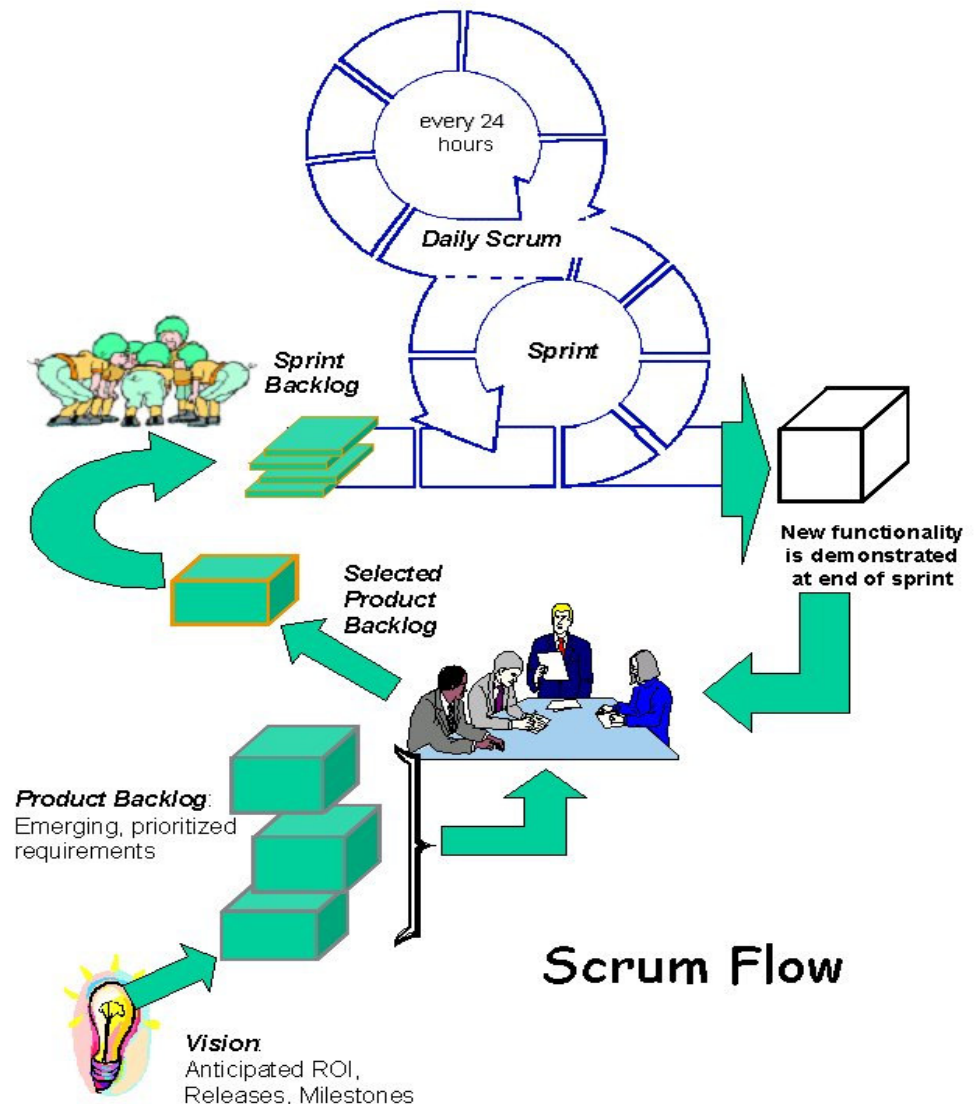 every 24
hours
Daily Scrum
Sprint
Sprint
Backlog
New functionality
is demonstrated
at end of sprint
Selected
Product
Backlog
Product Backlog:
Emerging, prioritized
requirements
Scrum Flow
Vision:
Anticipated ROI,
Releases, Milestones